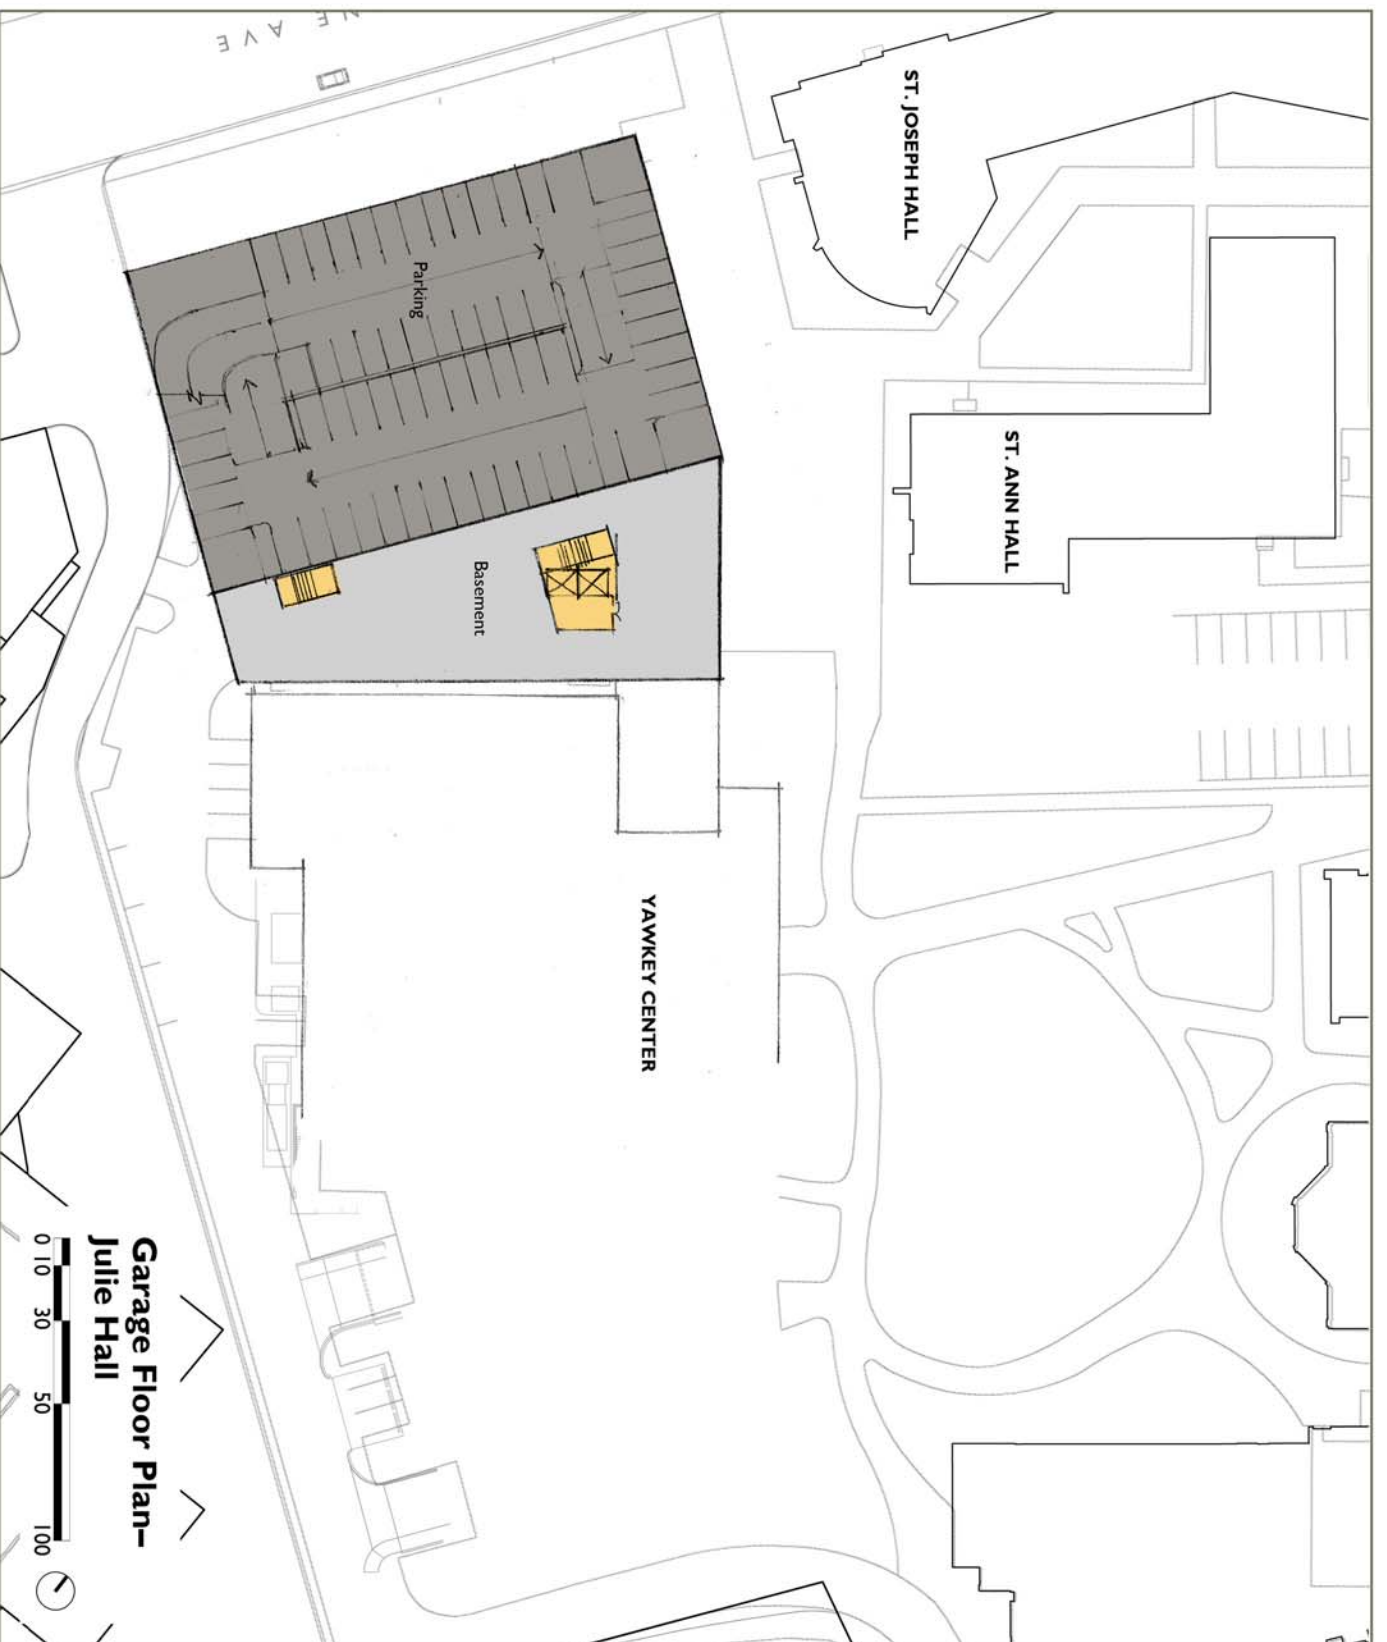 NE AVE
ST. JOSEPH HALL
ST. ANN HALL
Parking
Basement
YAWKEY CENTER
Garage Floor Plan–
Julie Hall
0 10 30 50 100